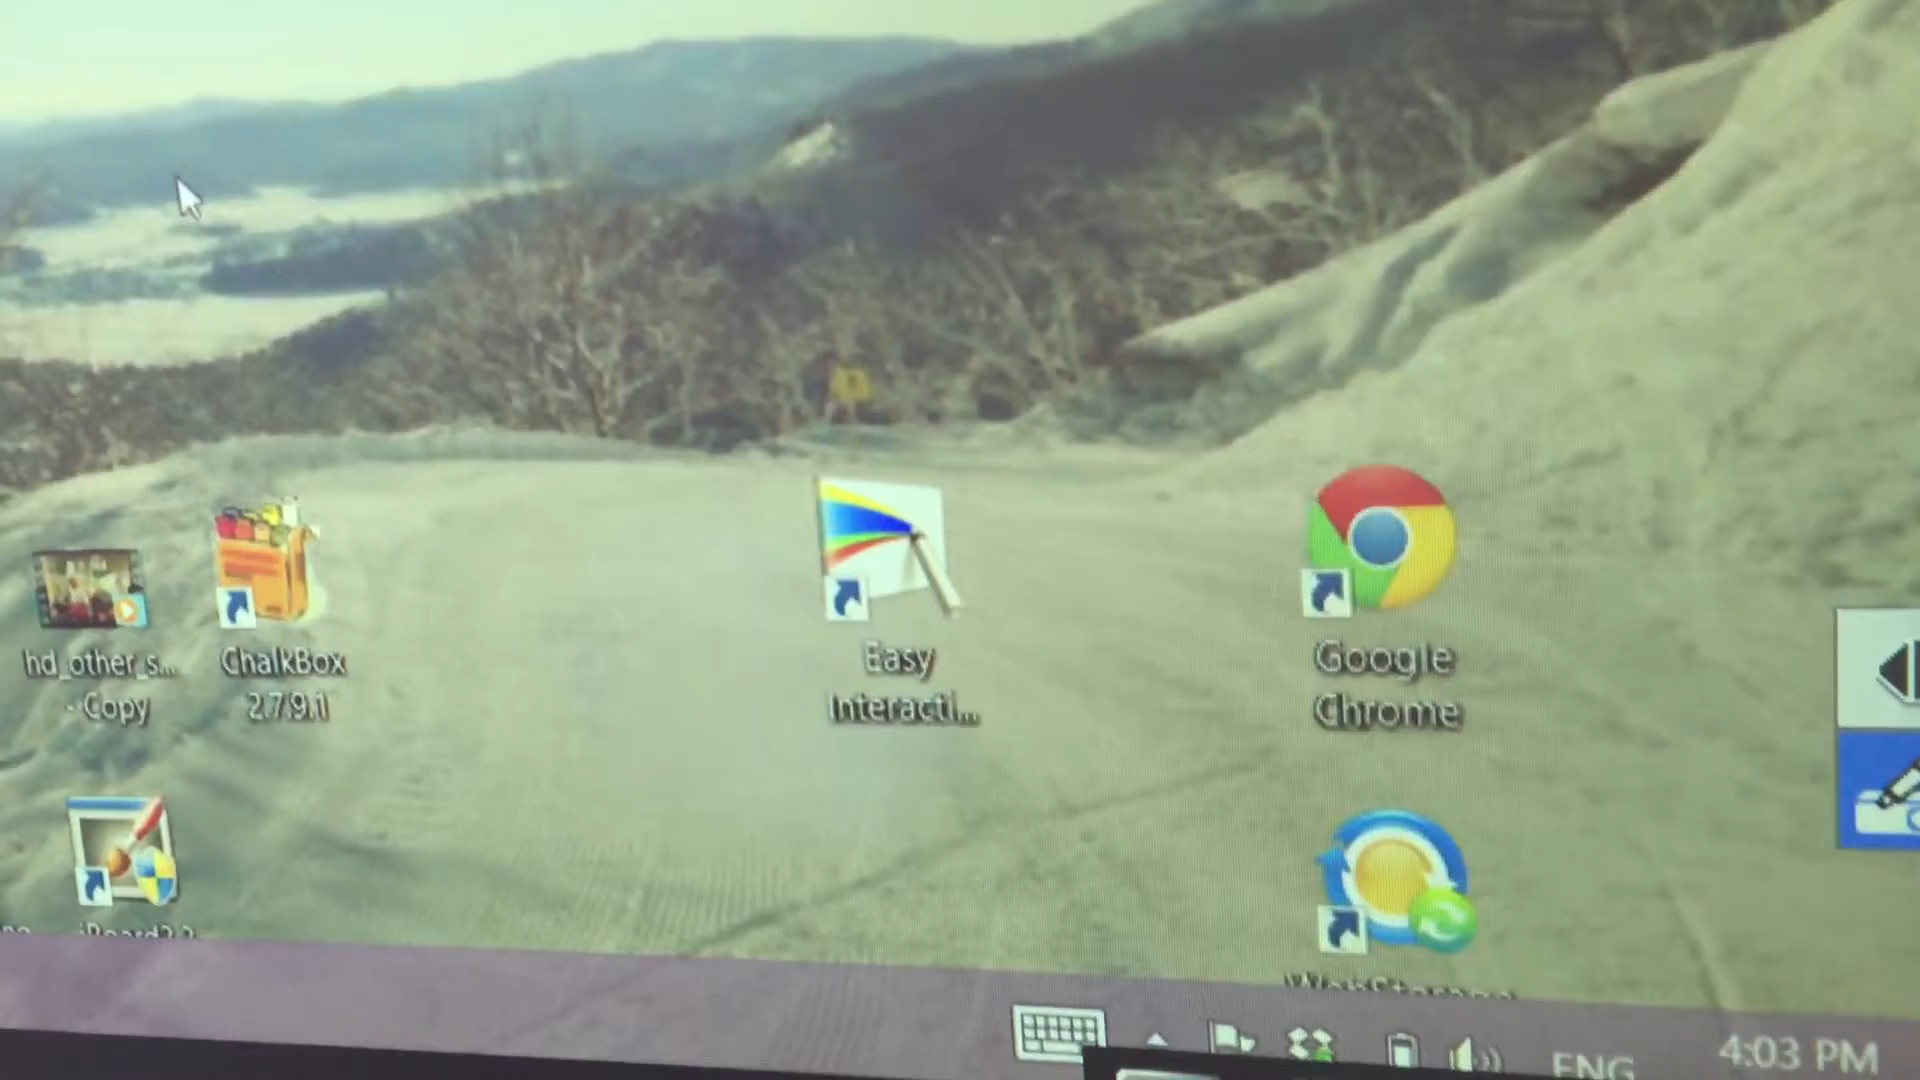 hd_other_s...
- Copy
ChalkBox
2.7.9.1
Easy
Interacti...
Google
Chrome
ENG
4:03 PM